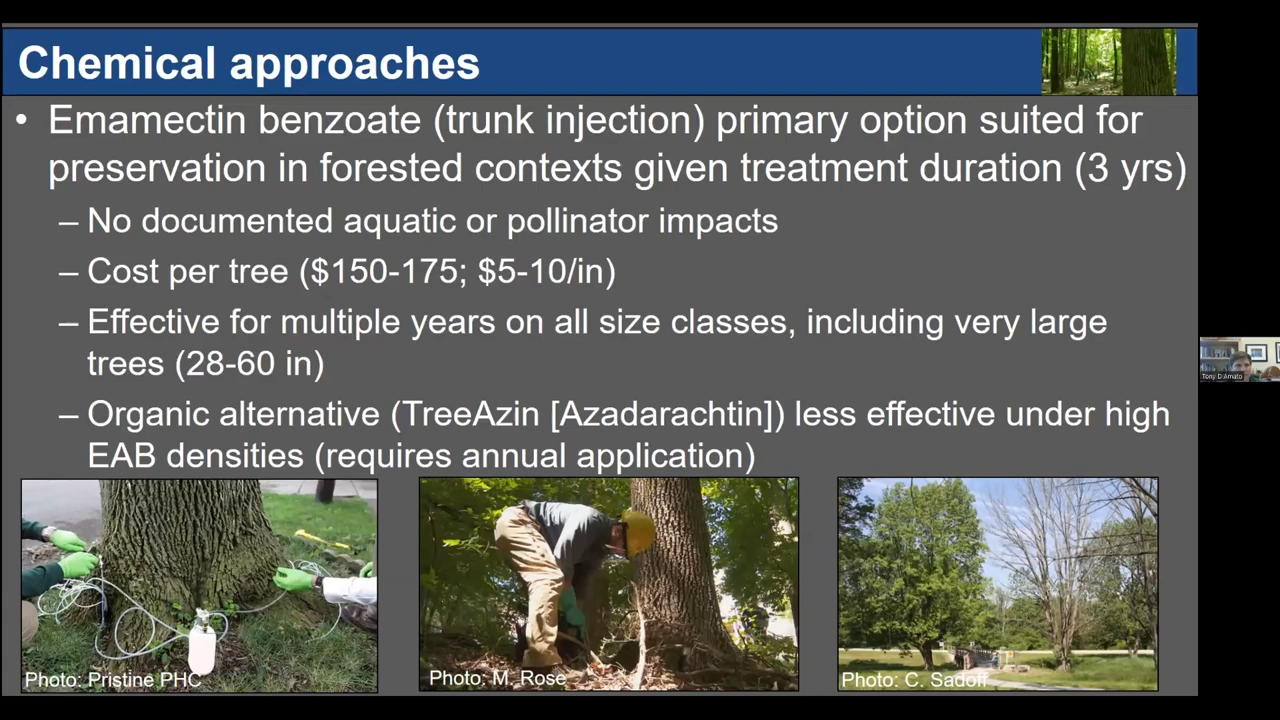 Chemical approaches
• Emamectin benzoate (trunk injection) primary option suited for
preservation in forested contexts given treatment duration (3 yrs)
– No documented aquatic or pollinator impacts
– Cost per tree ($150-175; $5-10/in)
– Effective for multiple years on all size classes, including very large
trees (28-60 in)
– Organic alternative (TreeAzin [Azadarachtin]) less effective under high
EAB densities (requires annual application)
Photo: Pristine PHC
Photo: M. Rose
Photo: C. Sadoff
Tony D'Amato